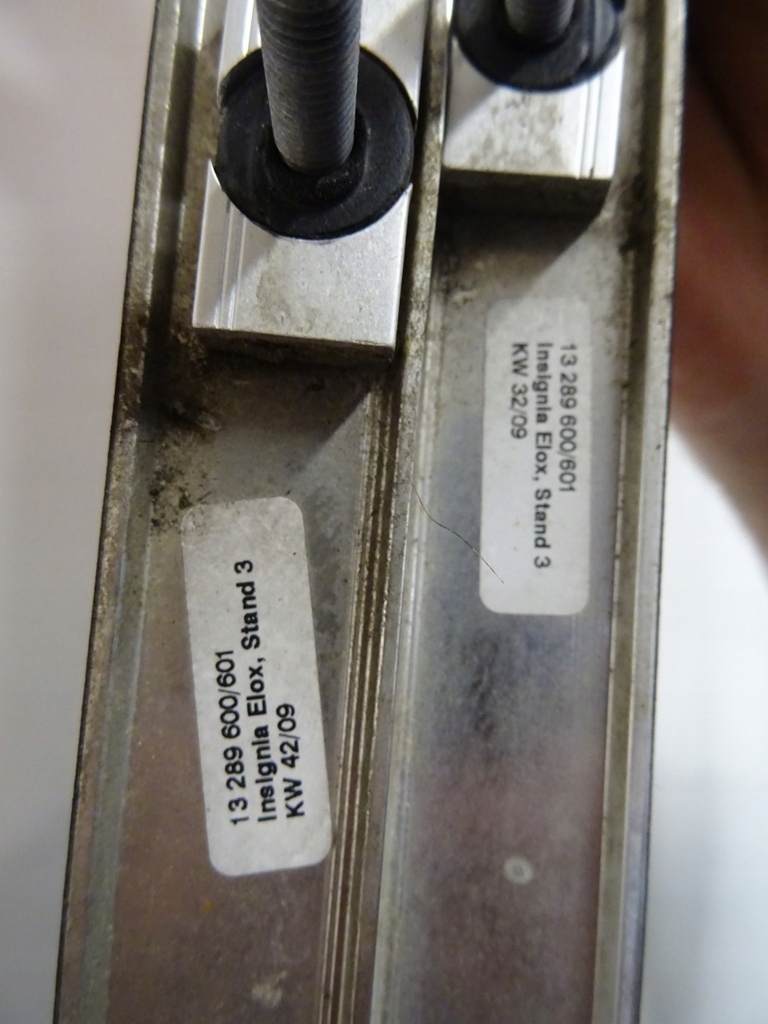 13 289 600/601
Insignia Elox, Stand 3
KW 42/09
13 289 600/601
Insignia Elox, Stand 3
KW 32/09